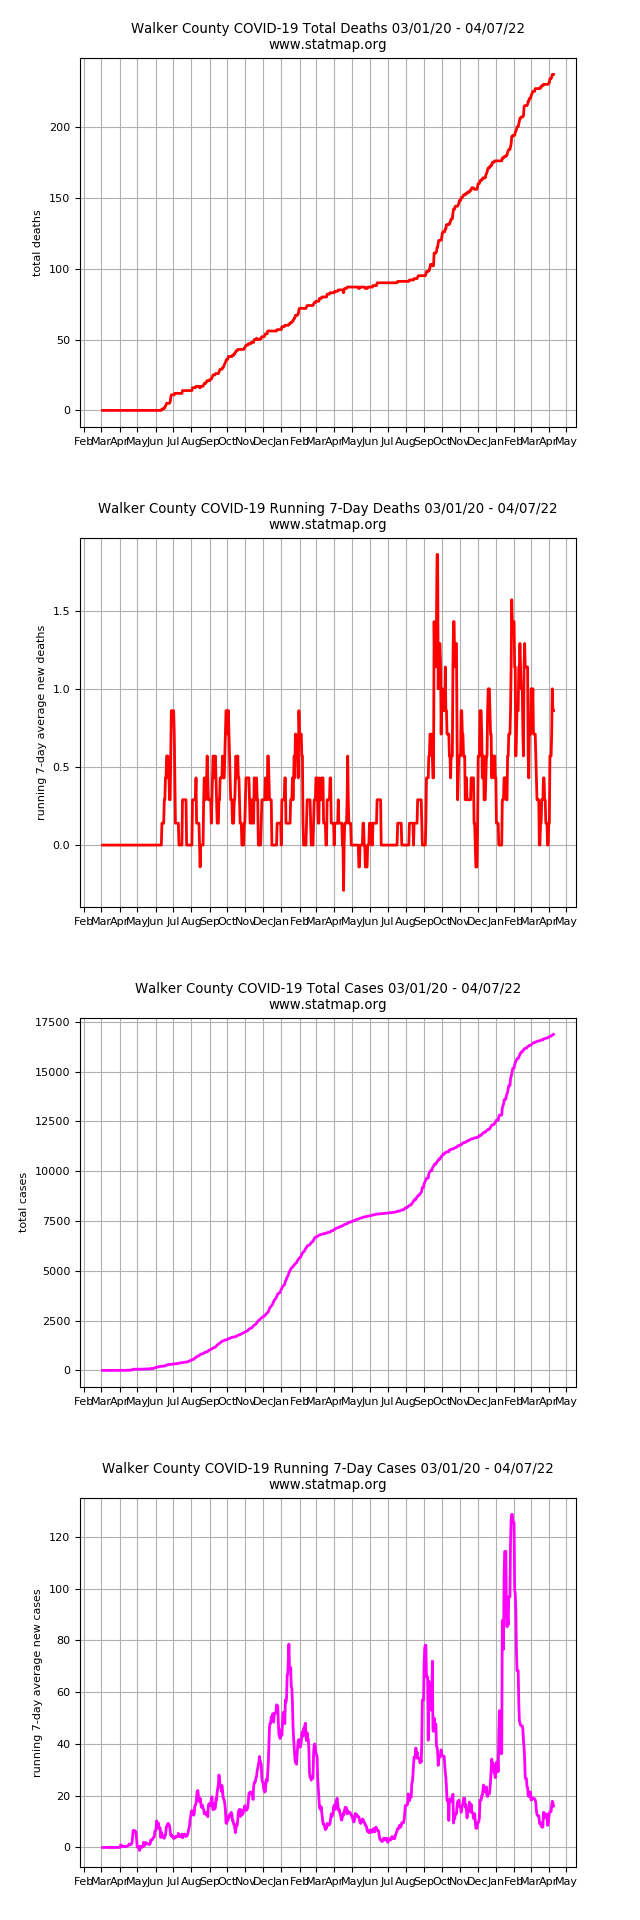 Walker County COVID-19 Total Deaths 03/01/20 - 04/07/22
www.statmap.org
200
150
100
50
0
total deaths
Feb Mar Apr May Jun Jul Aug Sep Oct Nov Dec Jan Feb Mar Apr May Jun Jul Aug Sep Oct Nov Dec Jan Feb Mar Apr May
Walker County COVID-19 Running 7-Day Deaths 03/01/20 - 04/07/22
www.statmap.org
1.5
1.0
0.5
0.0
running 7-day average new deaths
Feb Mar Apr May Jun Jul Aug Sep Oct Nov Dec Jan Feb Mar Apr May Jun Jul Aug Sep Oct Nov Dec Jan Feb Mar Apr May
Walker County COVID-19 Total Cases 03/01/20 - 04/07/22
www.statmap.org
17500
15000
12500
10000
7500
5000
2500
0
total cases
Feb Mar Apr May Jun Jul Aug Sep Oct Nov Dec Jan Feb Mar Apr May Jun Jul Aug Sep Oct Nov Dec Jan Feb Mar Apr May
Walker County COVID-19 Running 7-Day Cases 03/01/20 - 04/07/22
www.statmap.org
120
100
80
60
40
20
0
running 7-day average new cases
Feb Mar Apr May Jun Jul Aug Sep Oct Nov Dec Jan Feb Mar Apr May Jun Jul Aug Sep Oct Nov Dec Jan Feb Mar Apr May